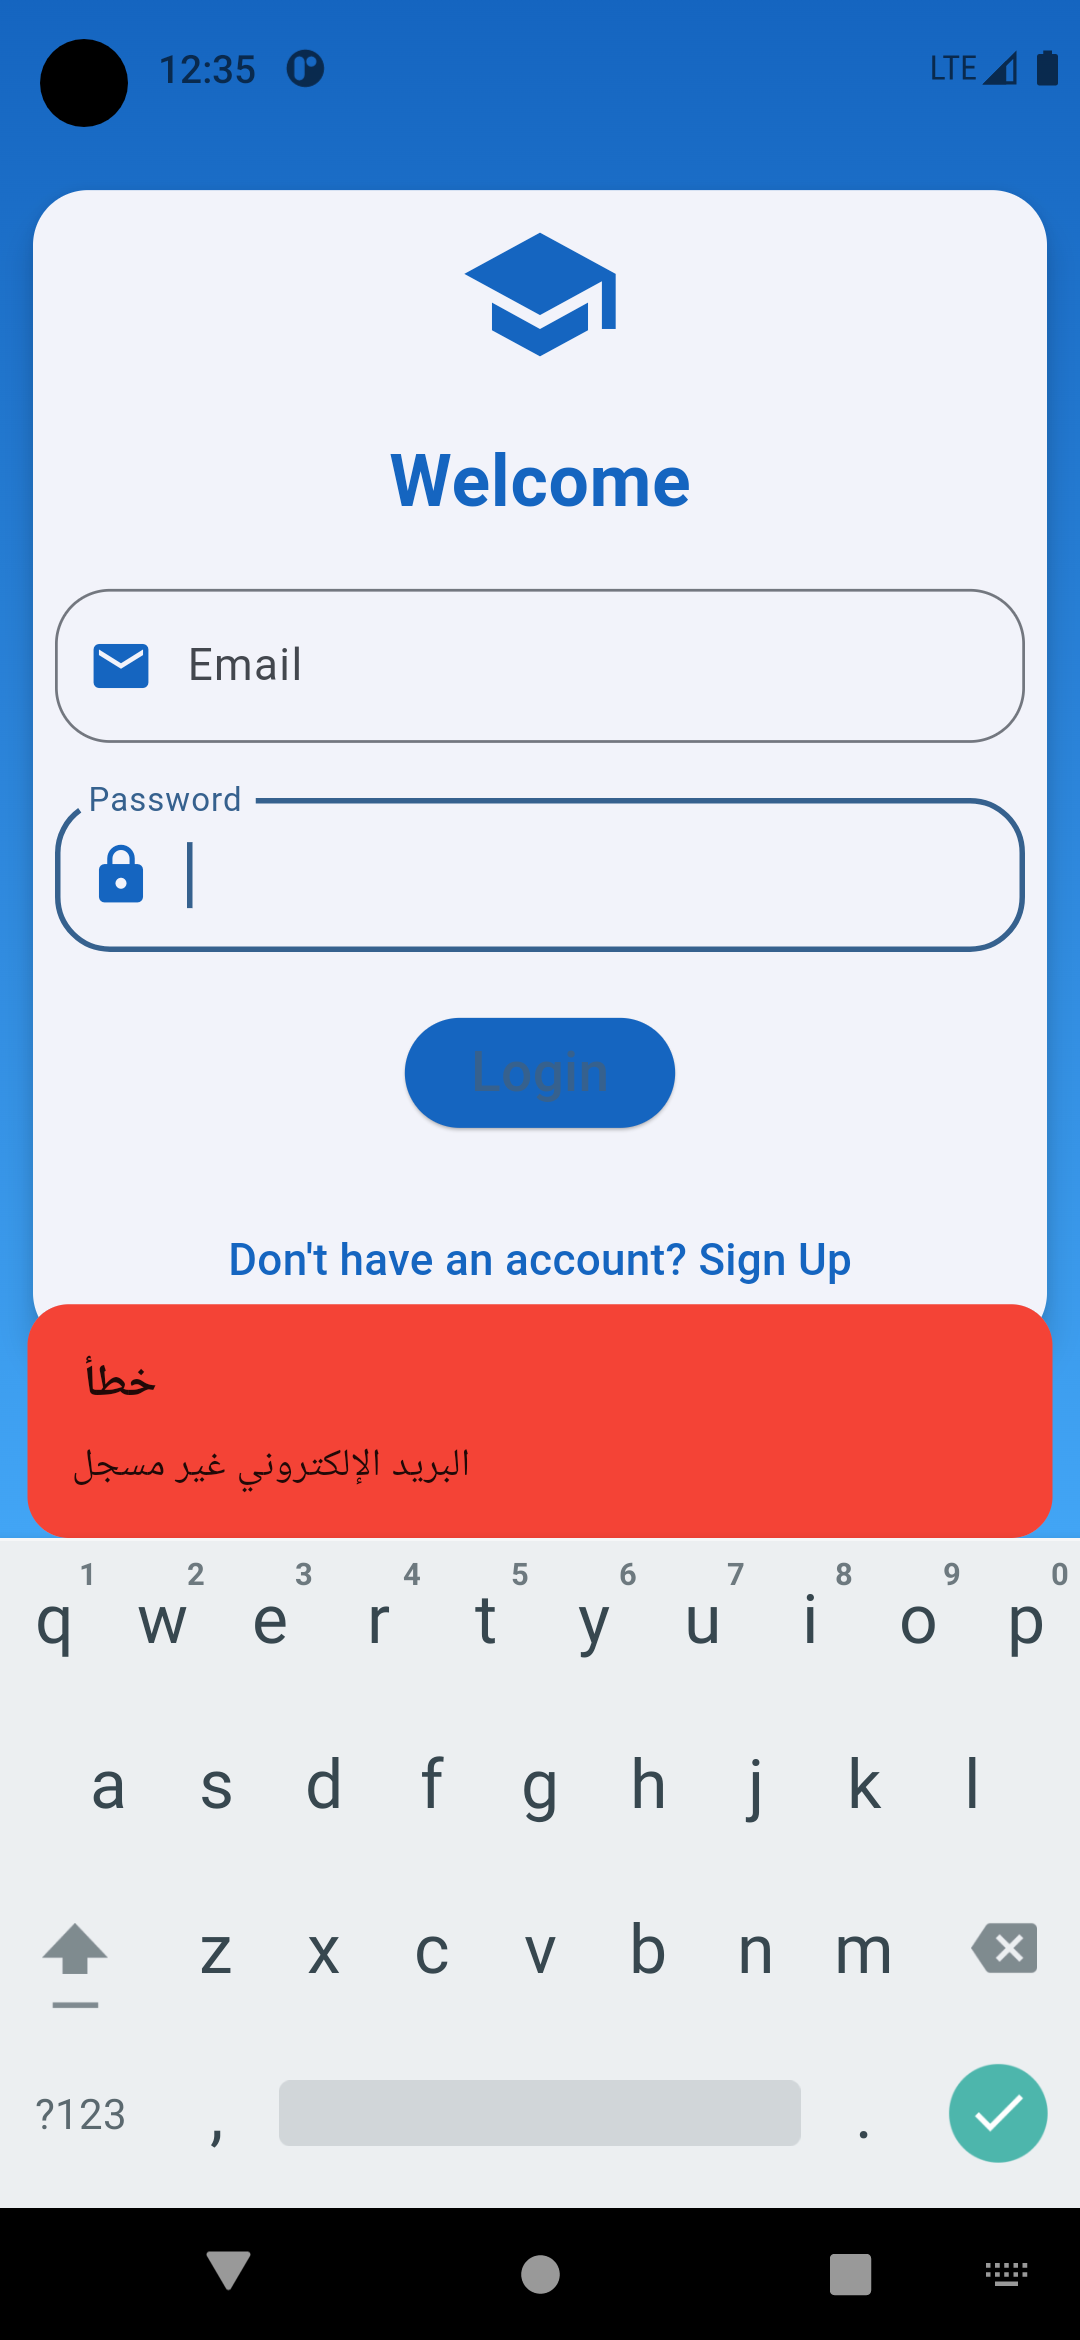 12:35
LTE
Welcome
Email
Password
Login
Don't have an account? Sign Up
خطأ
البريد الإلكتروني غير مسجل
1 2 3 4 5 6 7 8 9 0
q w e r t y u i o p
a s d f g h j k l
z x c v b n m
?123 , .